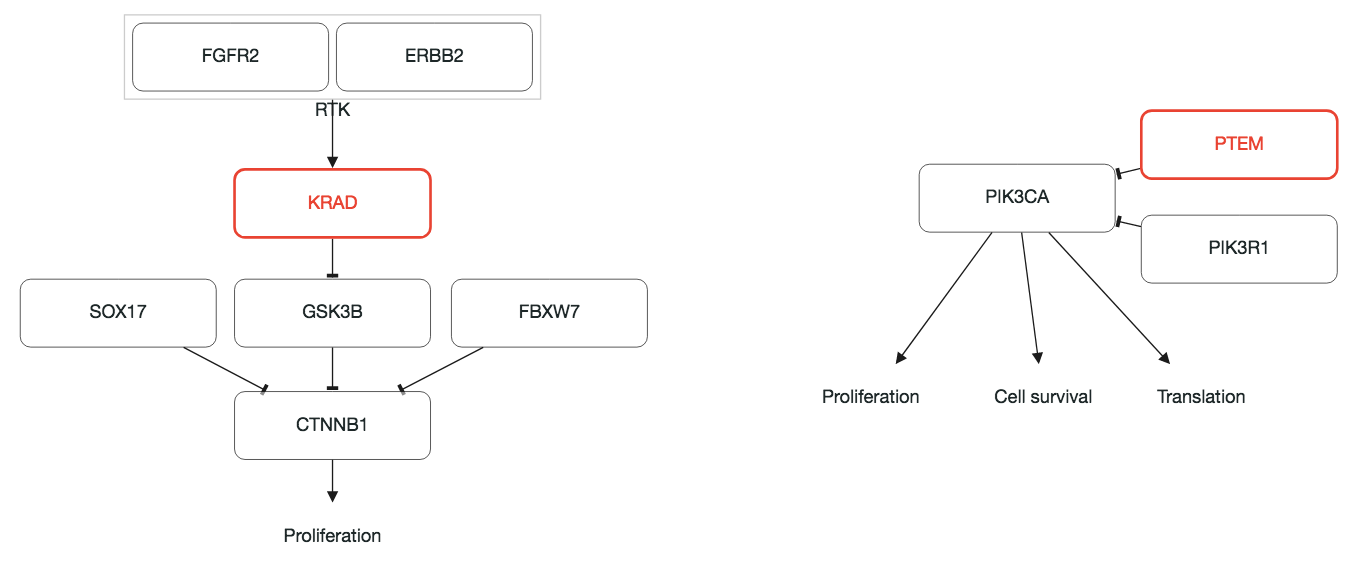 FGFR2
ERBB2
RTK
KRAD
SOX17
GSK3B
FBXW7
CTNNB1
Proliferation
PTEM
PIK3CA
PIK3R1
Proliferation
Cell survival
Translation